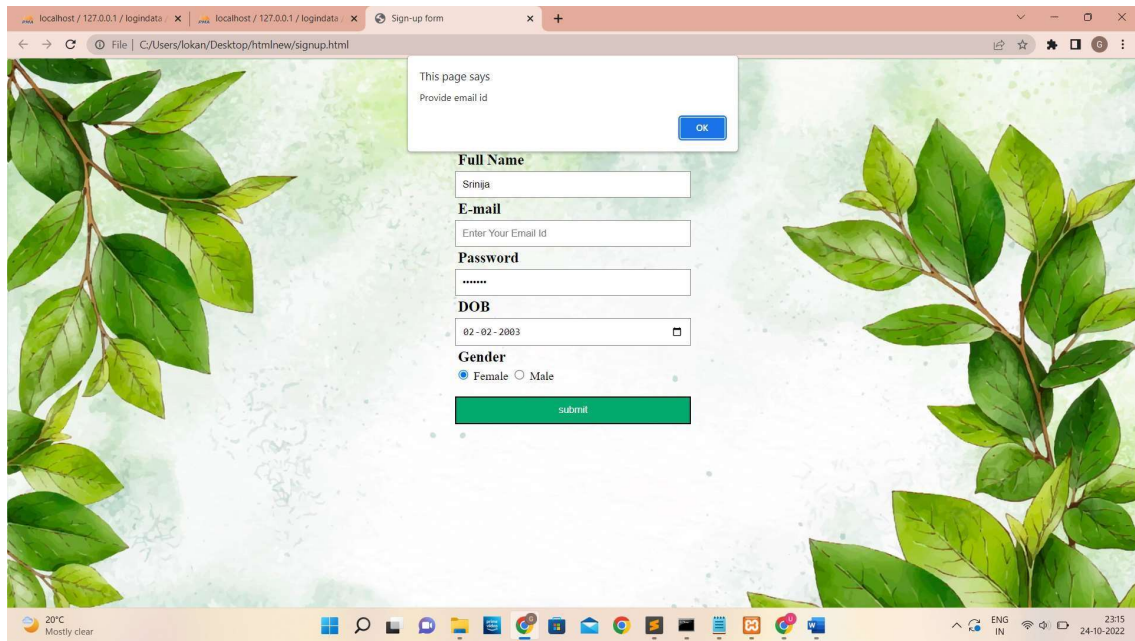 localhost / 127.0.0.1 / logindata /
localhost / 127.0.0.1 / logindata /
Sign-up form
File | C:/Users/lokan/Desktop/htmlnew/signup.html
G
This page says
Provide email id
OK
Full Name
Srinija
E-mail
Enter Your Email Id
Password
•••••••
DOB
02-02-2003
Gender
Female Male
submit
20°C
Mostly clear
ENG
IN
23:15
24-10-2022